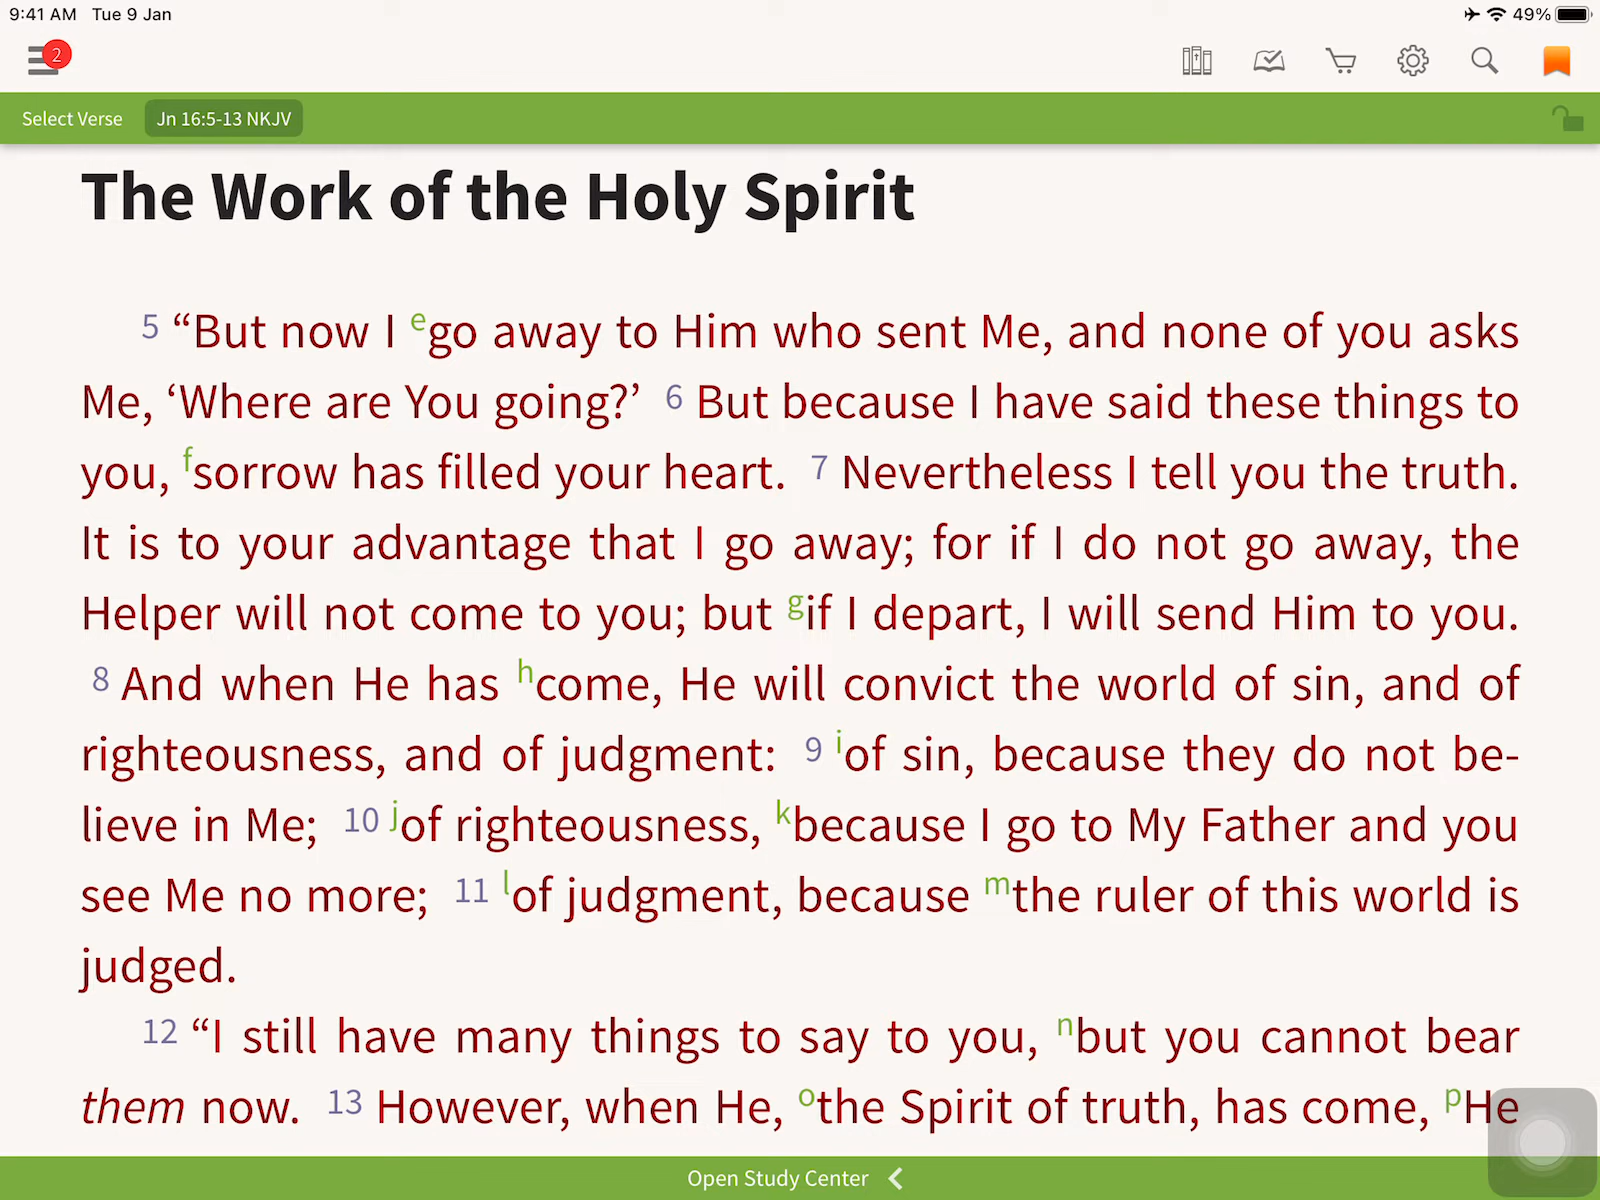 9:41 AM Tue 9 Jan 49%
2
Select Verse Jn 16:5-13 NKJV
The Work of the Holy Spirit
5 “But now I ego away to Him who sent Me, and none of you asks
Me, ‘Where are You going?’ 6 But because I have said these things to
you, fsorrow has filled your heart. 7 Nevertheless I tell you the truth.
It is to your advantage that I go away; for if I do not go away, the
Helper will not come to you; but gif I depart, I will send Him to you.
8 And when He has hcome, He will convict the world of sin, and of
righteousness, and of judgment: 9 iof sin, because they do not be-
lieve in Me; 10 jof righteousness, kbecause I go to My Father and you
see Me no more; 11 lof judgment, because mthe ruler of this world is
judged.
12 “I still have many things to say to you, nbut you cannot bear
them now. 13 However, when He, othe Spirit of truth, has come, pHe
Open Study Center